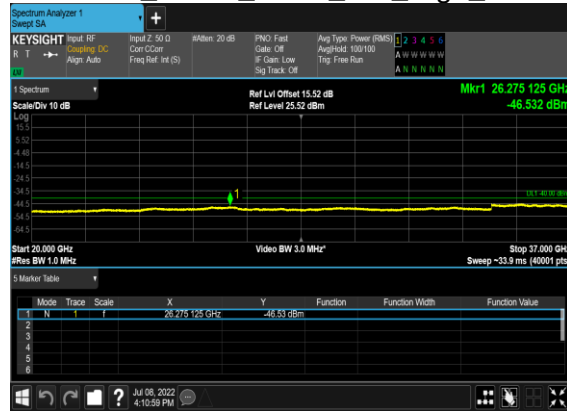 Spectrum Analyzer 1
Swept SA
KEYSIGHT Input: RF Input Z: 50 Ω #Atten: 20 dB PNO: Fast Avg Type: Power (RMS) 1 2 3 4 5 6
R T Coupling: DC Corr CCorr Gate: Off Avg|Hold: 100/100 A W W W W W
Align: Auto Freq Ref: Int (S) IF Gain: Low Trig: Free Run A N N N N N
Sig Track: Off
1 Spectrum Ref Lvl Offset 15.52 dB Mkr1 26.275 125 GHz
Scale/Div 10 dB Ref Level 25.52 dBm -46.532 dBm
Log
15.5
5.52
-4.48
-14.5
-24.5
-34.5 1 DL1 -40.00 dBm
-44.5
-54.5
-64.5
Start 20.000 GHz Video BW 3.0 MHz* Stop 37.000 GHz
#Res BW 1.0 MHz Sweep ~33.9 ms (40001 pts)
5 Marker Table
Mode Trace Scale X Y Function Function Width Function Value
1 N 1 f 26.275 125 GHz -46.53 dBm
2
3
4
5
6
? Jul 08, 2022
4:10:59 PM